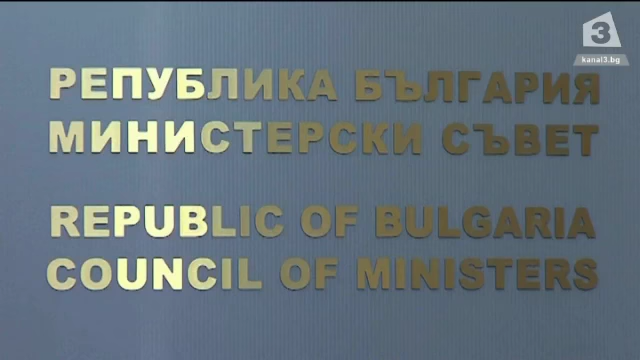 3
kanal3.bg
РЕПУБЛИКА БЪЛГАРИЯ
МИНИСТЕРСКИ СЪВЕТ
REPUBLIC OF BULGARIA
COUNCIL OF MINISTERS